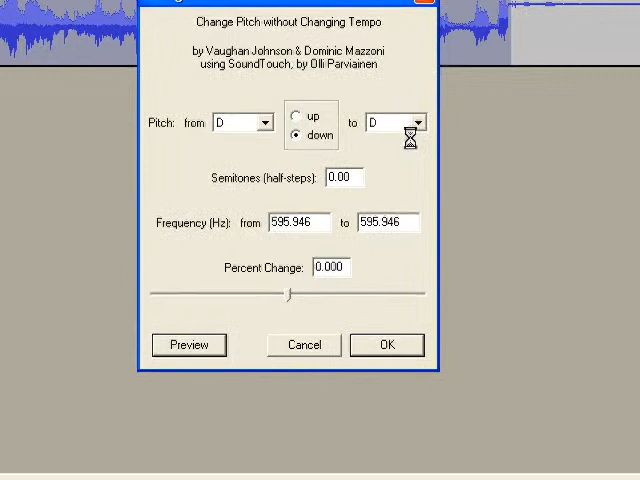 Change Pitch without Changing Tempo
by Vaughan Johnson & Dominic Mazzoni
using SoundTouch, by Olli Parviainen
Pitch: from D up down to D
Semitones (half-steps): 0.00
Frequency (Hz): from 595.946 to 595.946
Percent Change: 0.000
Preview Cancel OK